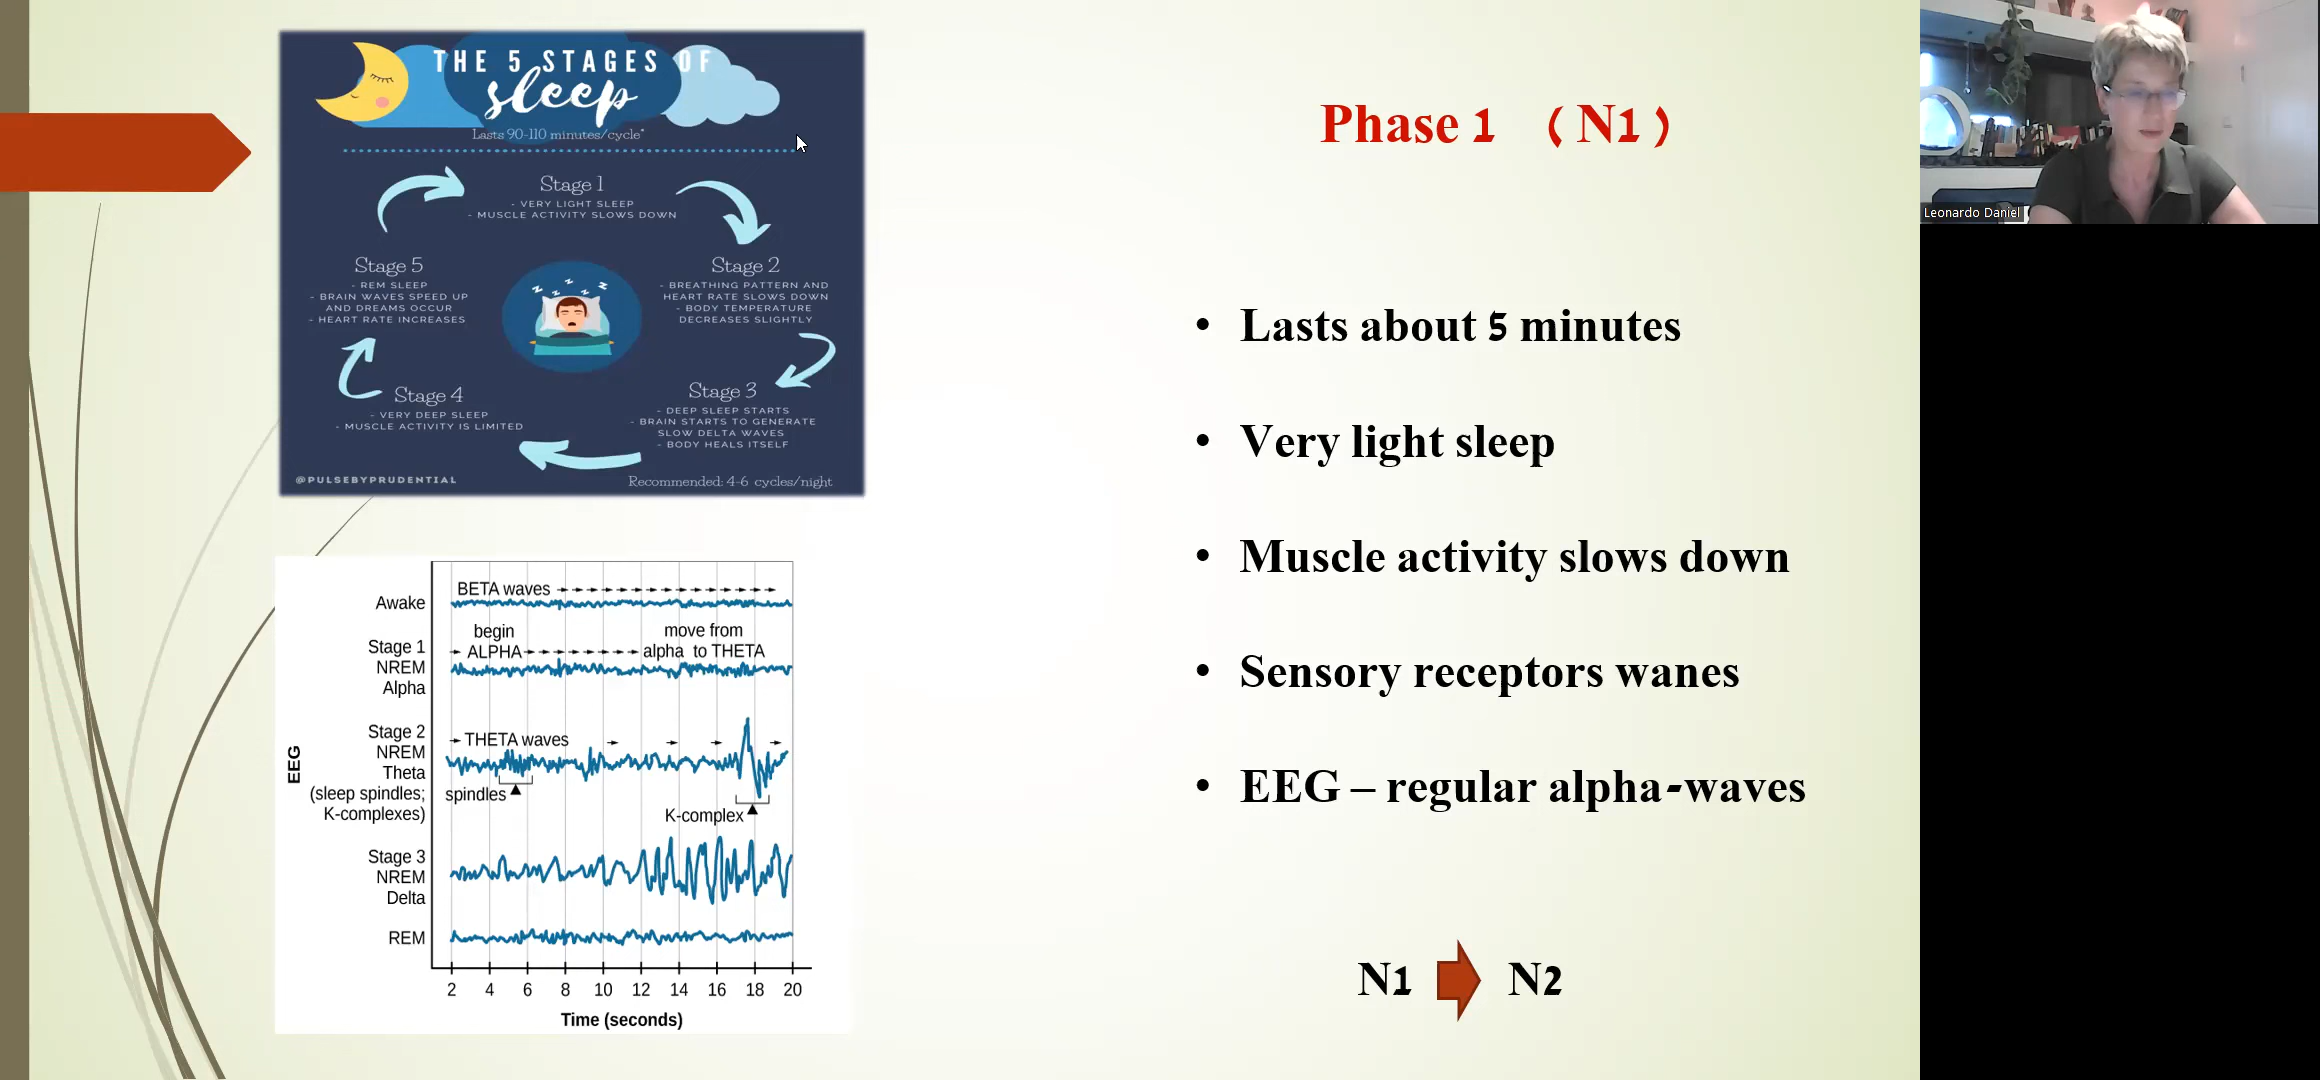 THE 5 STAGES OF
sleep
Lasts 90-110 minutes/cycle*
Stage 1
- VERY LIGHT SLEEP
- MUSCLE ACTIVITY SLOWS DOWN
Stage 2
- BREATHING PATTERN AND
HEART RATE SLOWS DOWN
- BODY TEMPERATURE
DECREASES SLIGHTLY
Stage 3
- DEEP SLEEP STARTS
- BRAIN STARTS TO GENERATE
SLOW DELTA WAVES
- BODY HEALS ITSELF
Stage 4
- VERY DEEP SLEEP
- MUSCLE ACTIVITY IS LIMITED
Stage 5
- REM SLEEP
- BRAIN WAVES SPEED UP
AND DREAMS OCCUR
- HEART RATE INCREASES
z z z z z
@PULSEBYPRUDENTIAL
Recommended: 4-6 cycles/night
EEG
Awake
BETA waves
Stage 1
NREM
Alpha
begin
ALPHA
move from
alpha to THETA
Stage 2
NREM
Theta
(sleep spindles;
K-complexes)
THETA waves
spindles
K-complex
Stage 3
NREM
Delta
REM
2 4 6 8 10 12 14 16 18 20
Time (seconds)
Phase 1 (N1)
• Lasts about 5 minutes
• Very light sleep
• Muscle activity slows down
• Sensory receptors wanes
• EEG – regular alpha-waves
N1 N2
Leonardo Daniel